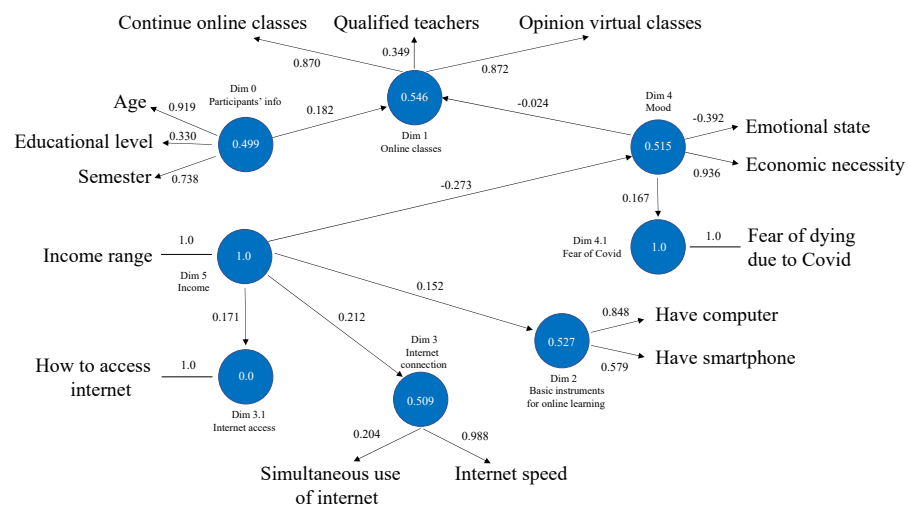 Continue online classes
Qualified teachers
Opinion virtual classes
0.870
0.349
0.872
0.546
Dim 1
Online classes
Dim 0
Participants' info
Age
0.919
Educational level
0.330
Semester
0.738
0.499
0.182
-0.024
Dim 4
Mood
0.515
-0.392
Emotional state
0.936
Economic necessity
0.167
-0.273
Dim 4.1
Fear of Covid
1.0
1.0
Fear of dying
due to Covid
Income range
1.0
1.0
Dim 5
Income
0.152
0.171
0.212
How to access
internet
1.0
0.0
Dim 3.1
Internet access
Dim 3
Internet
connection
0.509
0.204
0.988
Simultaneous use
of internet
Internet speed
0.527
Dim 2
Basic instruments
for online learning
0.848
Have computer
0.579
Have smartphone